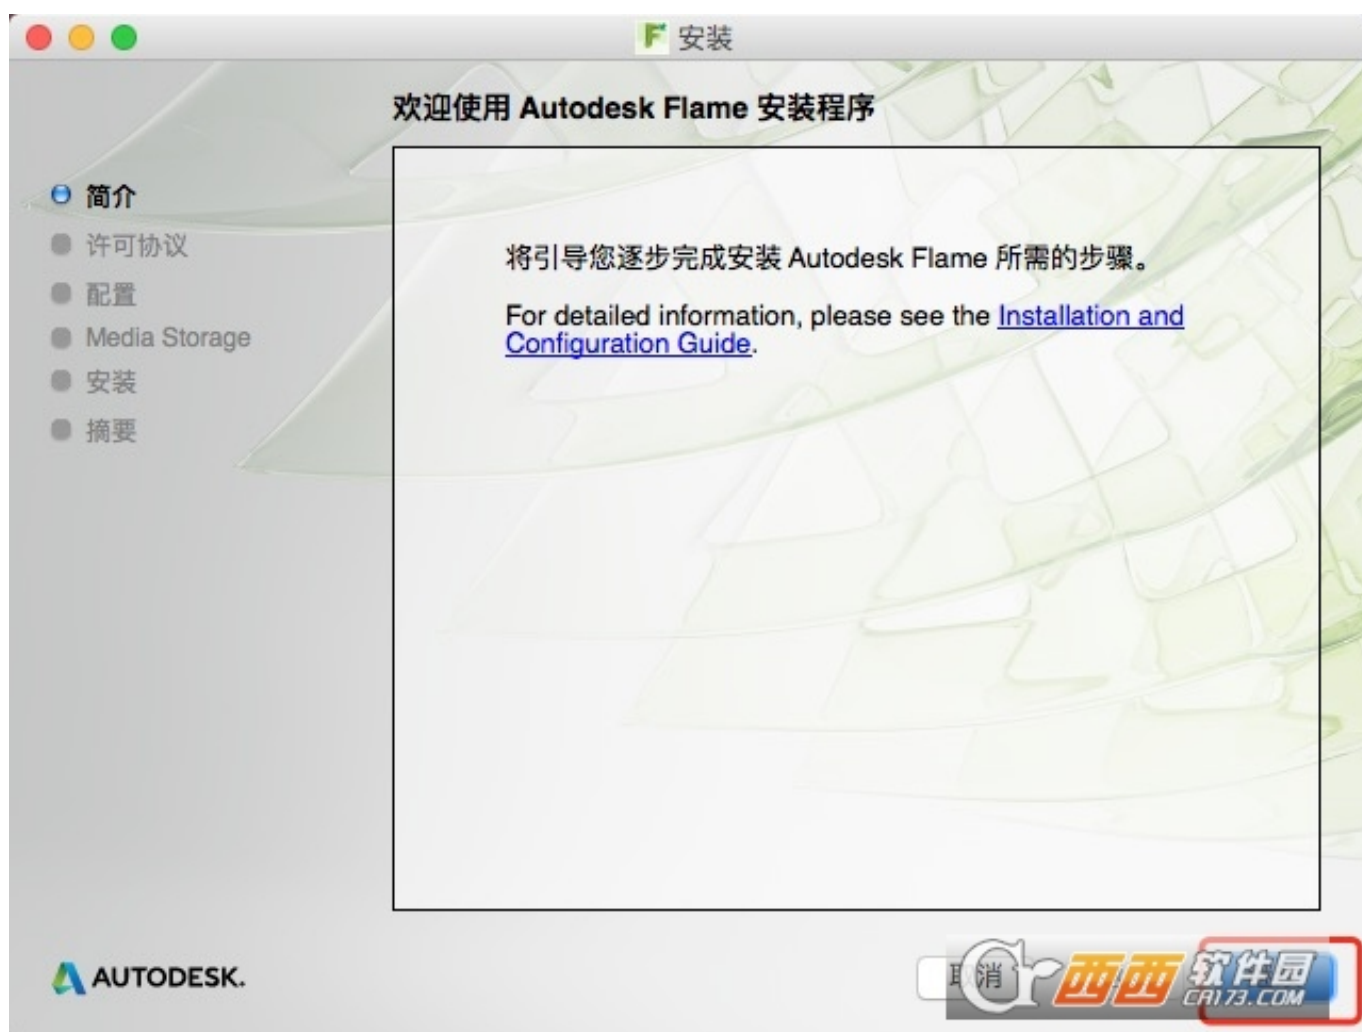 安装
欢迎使用 Autodesk Flame 安装程序
简介
许可协议
配置
Media Storage
安装
摘要
将引导您逐步完成安装 Autodesk Flame 所需的步骤。
For detailed information, please see the Installation and
Configuration Guide.
AUTODESK.
取消
西西软件园
CR173.COM